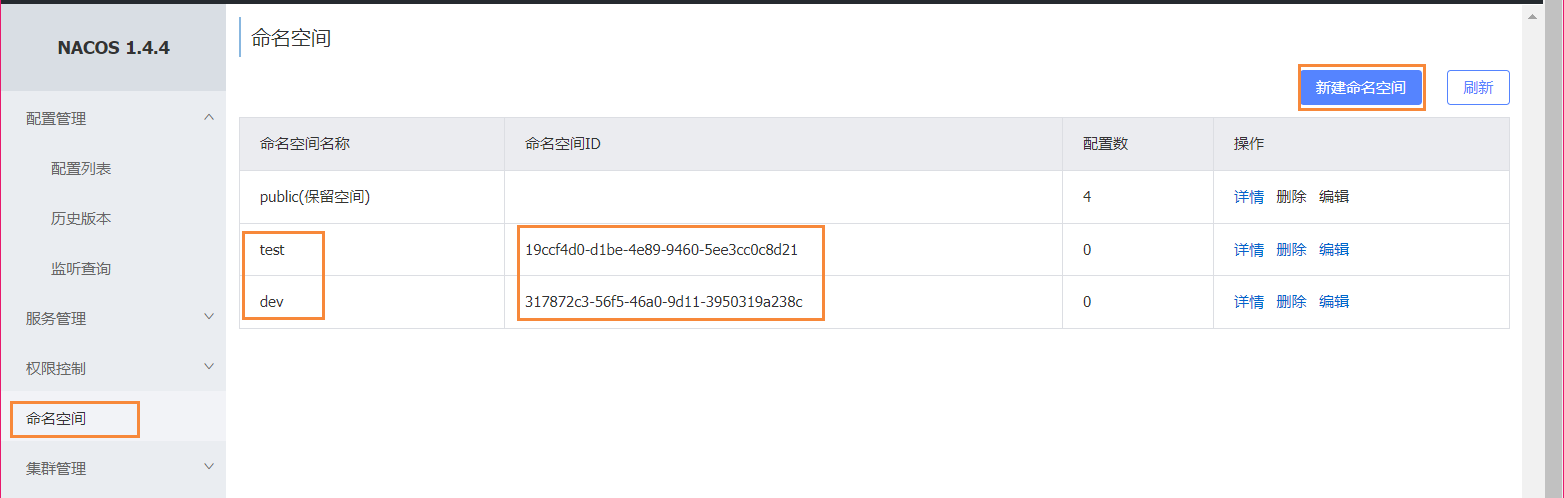 NACOS 1.4.4
配置管理
配置列表
历史版本
监听查询
服务管理
权限控制
命名空间
集群管理
命名空间
新建命名空间 刷新
命名空间名称 命名空间ID 配置数 操作
public(保留空间) 4 详情 删除 编辑
test 19ccf4d0-d1be-4e89-9460-5ee3cc0c8d21 0 详情 删除 编辑
dev 317872c3-56f5-46a0-9d11-3950319a238c 0 详情 删除 编辑